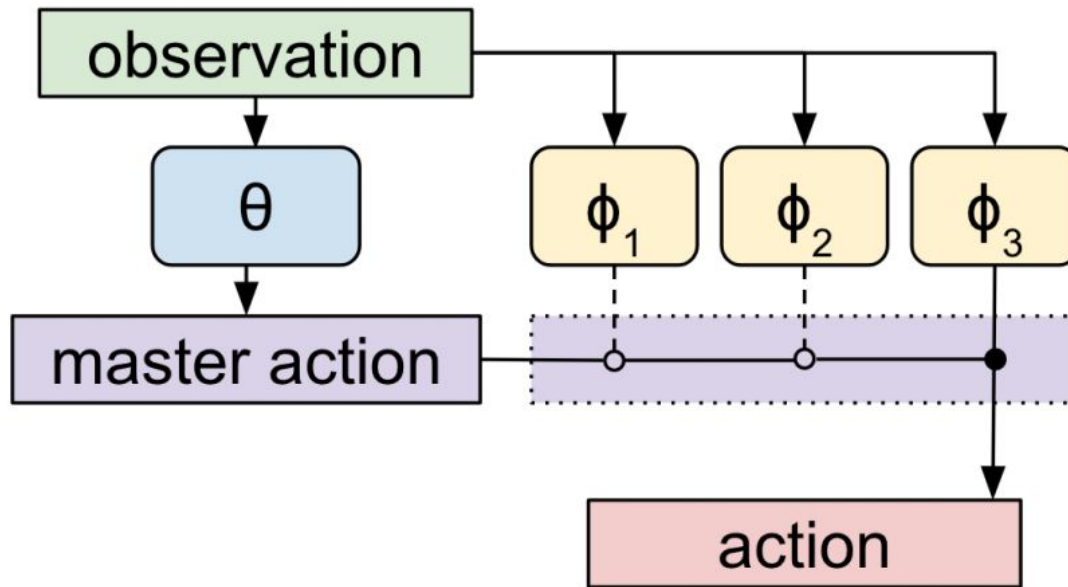 observation
θ
ϕ₁
ϕ₂
ϕ₃
master action
action